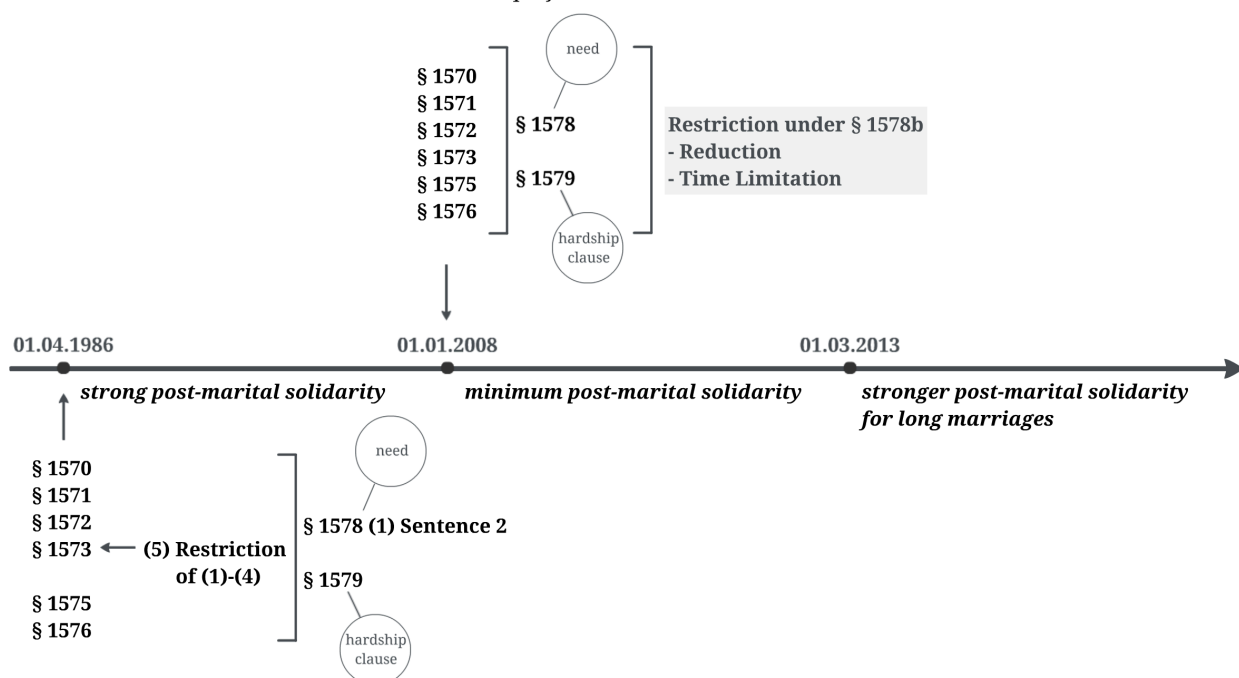 need
§ 1570
§ 1571
§ 1572
§ 1573
§ 1575
§ 1576
§ 1578
§ 1579
hardship
clause
Restriction under § 1578b
- Reduction
- Time Limitation
01.04.1986
01.01.2008
01.03.2013
strong post-marital solidarity
minimum post-marital solidarity
stronger post-marital solidarity
for long marriages
§ 1570
§ 1571
§ 1572
§ 1573
(5) Restriction
of (1)-(4)
§ 1575
§ 1576
need
§ 1578 (1) Sentence 2
§ 1579
hardship
clause